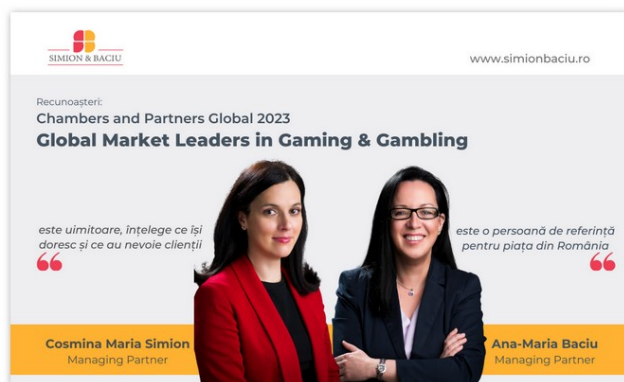 SIMION & BACIU
www.simionbaciu.ro
Recunoașteri:
Chambers and Partners Global 2023
Global Market Leaders in Gaming & Gambling
este uimitoare, înțelege ce își
doresc și ce au nevoie clienții
este o persoană de referință
pentru piața din România
Cosmina Maria Simion
Managing Partner
Ana-Maria Baciu
Managing Partner